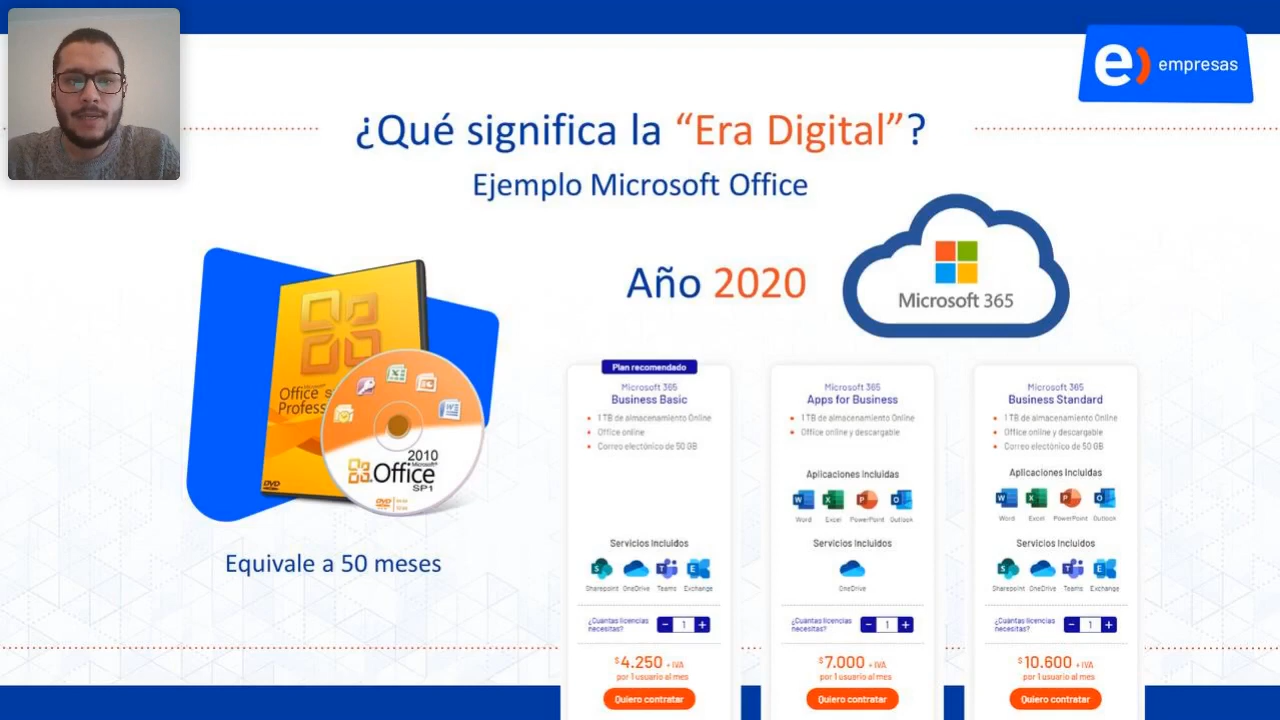 e) empresas
¿Qué significa la “Era Digital”?
Ejemplo Microsoft Office
Año 2020
Microsoft 365
Office
Profess
DVD
2010
Microsoft
Office
SP1
DVD
Equivale a 50 meses
Plan recomendado
Microsoft 365
Business Basic
1 TB de almacenamiento Online
Office online
Correo electónico de 50 GB
Servicios Incluidos
Sharepoint OneDrive Teams Exchange
¿Cuántas licencias
necesitas?
− 1 +
$4.250 + IVA
por 1 usuario al mes
Quiero contratar
Microsoft 365
Apps for Business
1 TB de almacenamiento Online
Office online y descargable
Aplicaciones Incluidas
Word Excel PowerPoint Outlook
Servicios Incluidos
OneDrive
¿Cuántas licencias
necesitas?
− 1 +
$7.000 + IVA
por 1 usuario al mes
Quiero contratar
Microsoft 365
Business Standard
1 TB de almacenamiento Online
Office online y descargable
Correo electónico de 50 GB
Aplicaciones Incluidas
Word Excel PowerPoint Outlook
Servicios Incluidos
Sharepoint OneDrive Teams Exchange
¿Cuántas licencias
necesitas?
− 1 +
$10.600 + IVA
por 1 usuario al mes
Quiero contratar